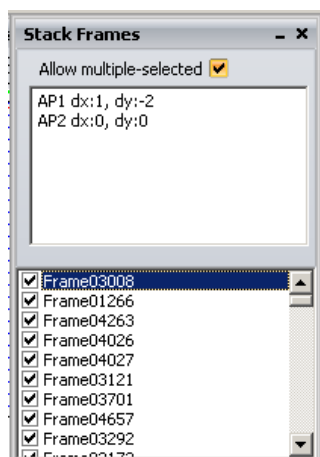 Stack Frames
Allow multiple-selected
AP1 dx:1, dy:-2
AP2 dx:0, dy:0
Frame03008
Frame01266
Frame04263
Frame04026
Frame04027
Frame03121
Frame03701
Frame04657
Frame03292